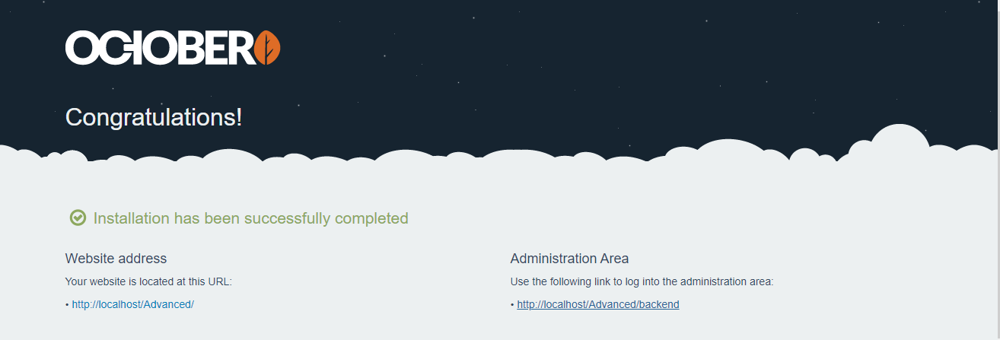 OCTOBER
Congratulations!
Installation has been successfully completed
Website address
Your website is located at this URL:
• http://localhost/Advanced/
Administration Area
Use the following link to log into the administration area:
• http://localhost/Advanced/backend